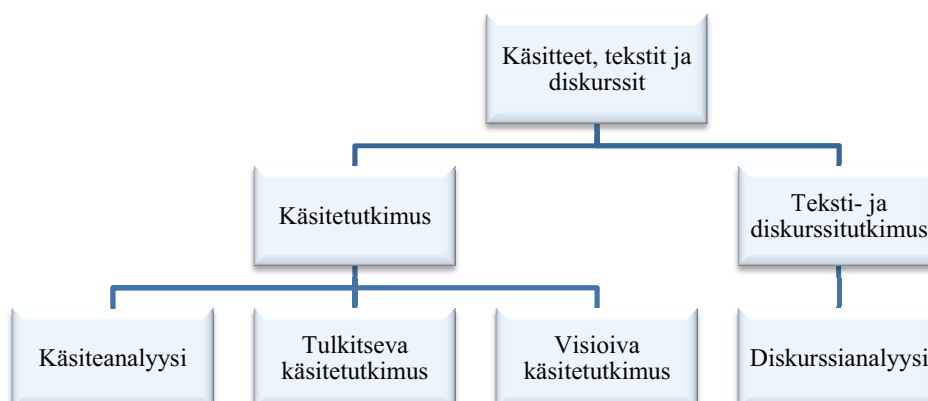 Käsitteet, tekstit ja
diskurssit
Käsitetutkimus
Teksti- ja
diskurssitutkimus
Käsiteanalyysi
Tulkitseva
käsitetutkimus
Visioiva
käsitetutkimus
Diskurssianalyysi